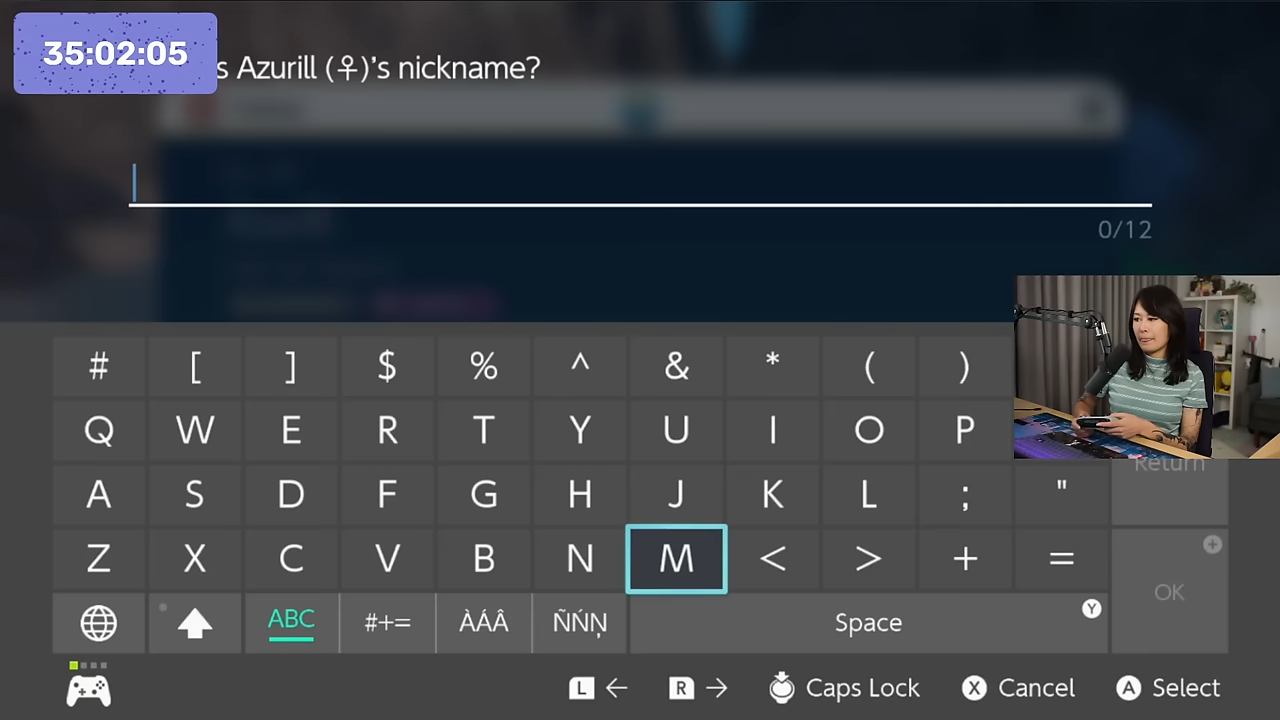 35:02:05
s Azurill (♀)'s nickname?
0/12
# [ ] $ % ^ & * ( )
Q W E R T Y U I O P
Return
A S D F G H J K L ; "
Z X C V B N M < > + =
OK
ABC #+= ÀÁÂ ÑŃŅ Space Y
L ← R → Caps Lock X Cancel A Select